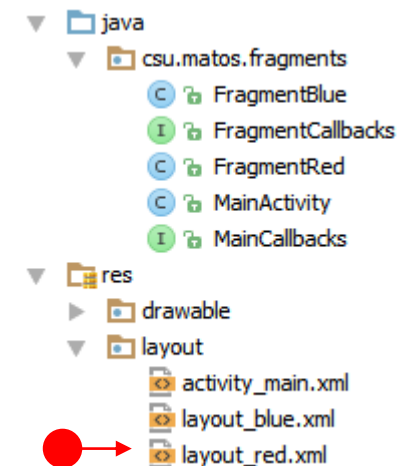 java
csu.matos.fragments
C FragmentBlue
I FragmentCallbacks
C FragmentRed
C MainActivity
I MainCallbacks
res
drawable
layout
activity_main.xml
layout_blue.xml
layout_red.xml